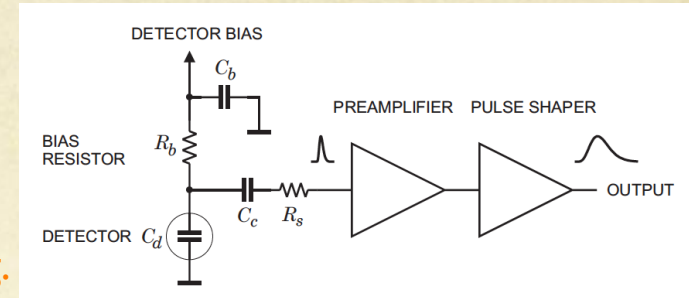 DETECTOR BIAS
C_b
PREAMPLIFIER PULSE SHAPER
BIAS
RESISTOR
R_b
OUTPUT
C_c R_s
DETECTOR C_d